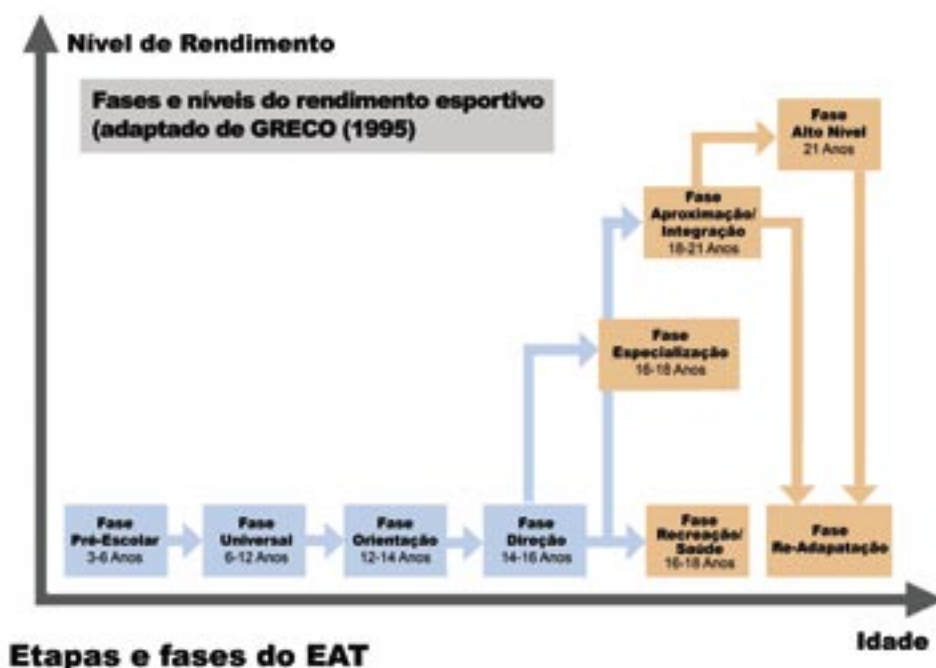 Nível de Rendimento
Fases e níveis do rendimento esportivo
(adaptado de GRECO (1995)
Fase
Alto Nível
21 Anos
Fase
Aproximação/
Integração
18-21 Anos
Fase
Especialização
16-18 Anos
Fase
Pré-Escolar
3-6 Anos
Fase
Universal
6-12 Anos
Fase
Orientação
12-14 Anos
Fase
Direção
14-16 Anos
Fase
Recreação/
Saúde
16-18 Anos
Fase
Re-Adapatação
Idade
Etapas e fases do EAT